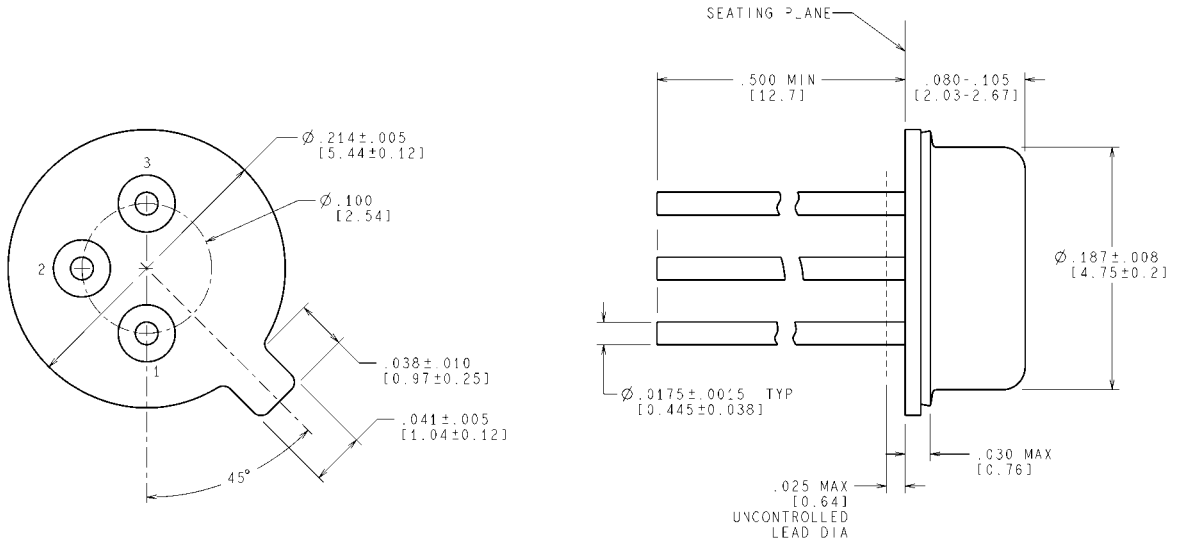 SEATING PLANE
.500 MIN
[12.7]
.080-.105
[2.03-2.67]
Ø.214±.005
[5.44±0.12]
3
Ø.100
[2.54]
2
Ø.187±.008
[4.75±0.2]
1
.038±.010
[0.97±0.25]
Ø.0175±.0015 TYP
[0.445±0.038]
.041±.005
[1.04±0.12]
45°
.030 MAX
[0.76]
.025 MAX
[0.64]
UNCONTROLLED
LEAD DIA